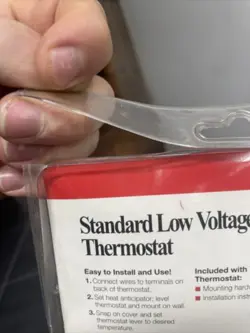 Standard Low Voltage
Thermostat
Easy to Install and Use!
1. Connect wires to terminals on
back of thermostat.
2. Set heat anticipator; level
thermostat and mount on wall.
3. Snap on cover and set
thermostat lever to desired
temperature.
Included with
Thermostat:
■ Mounting hard
■ Installation ins